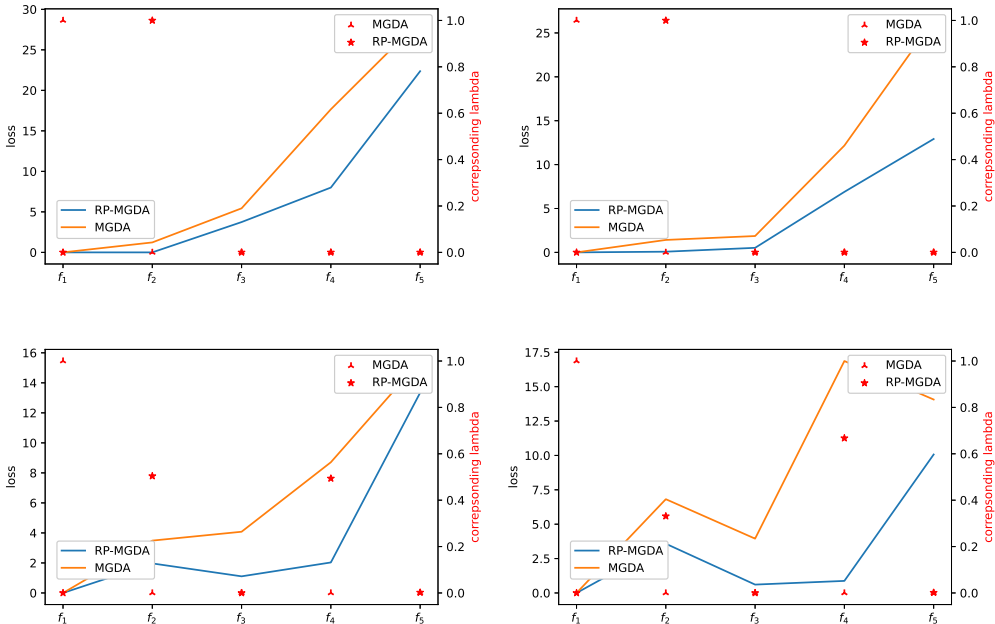 30
25
20
15
10
5
0
loss
MGDA
RP-MGDA
RP-MGDA
MGDA
1.0
0.8
0.6
0.4
0.2
0.0
correpsonding lambda
f1 f2 f3 f4 f5
25
20
15
10
5
0
loss
MGDA
RP-MGDA
RP-MGDA
MGDA
1.0
0.8
0.6
0.4
0.2
0.0
correpsonding lambda
f1 f2 f3 f4 f5
16
14
12
10
8
6
4
2
0
loss
MGDA
RP-MGDA
RP-MGDA
MGDA
1.0
0.8
0.6
0.4
0.2
0.0
correpsonding lambda
f1 f2 f3 f4 f5
17.5
15.0
12.5
10.0
7.5
5.0
2.5
0.0
loss
MGDA
RP-MGDA
RP-MGDA
MGDA
1.0
0.8
0.6
0.4
0.2
0.0
correpsonding lambda
f1 f2 f3 f4 f5